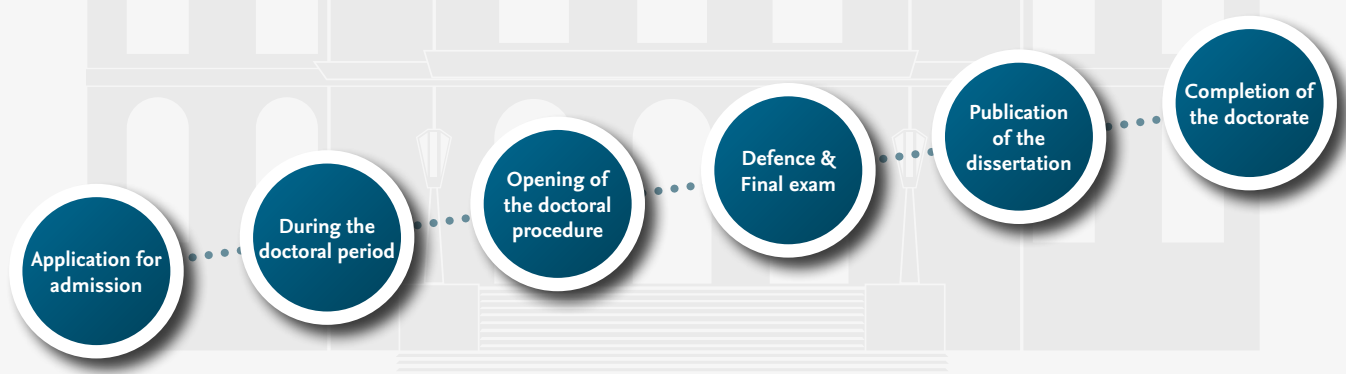 Application for
admission
During the
doctoral period
Opening of
the doctoral
procedure
Defence &
Final exam
Publication
of the
dissertation
Completion of
the doctorate